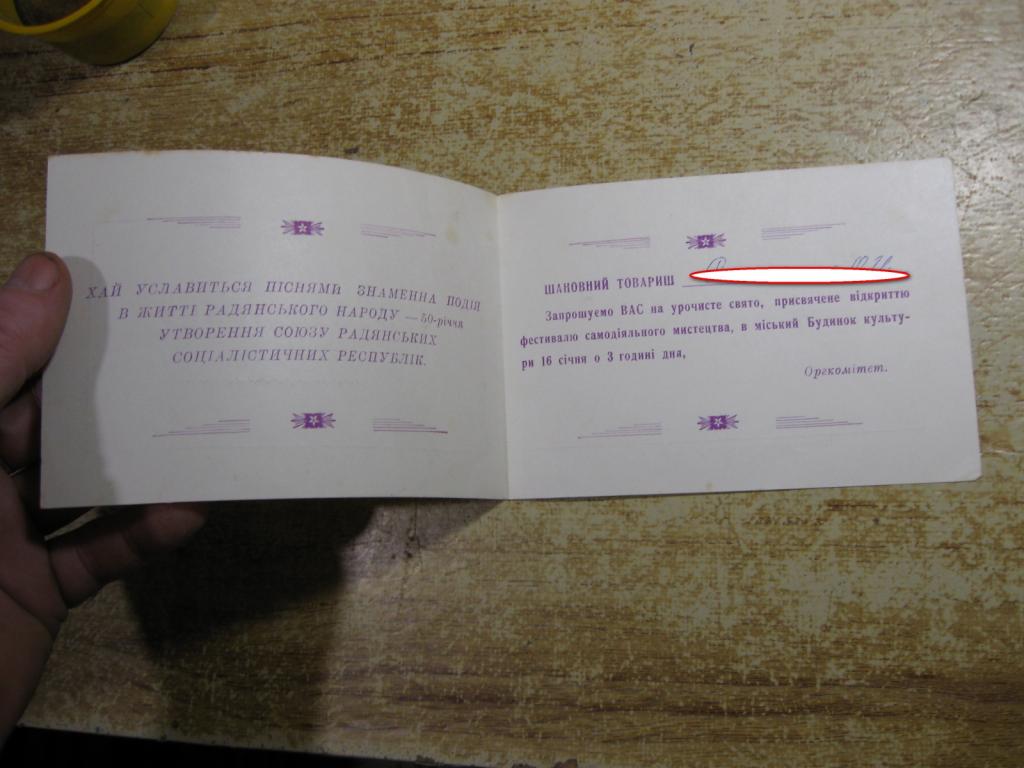 ХАЙ УСЛАВИТЬСЯ ПІСНЯМИ ЗНАМЕННА ПОДІЯ
В ЖИТТІ РАДЯНСЬКОГО НАРОДУ — 50-річчя
УТВОРЕННЯ СОЮЗУ РАДЯНСЬКИХ
СОЦІАЛІСТИЧНИХ РЕСПУБЛІК.
ШАНОВНИЙ ТОВАРИШ
Запрошуємо ВАС на урочисте свято, присвячене відкриттю
фестивалю самодіяльного мистецтва, в міський Будинок культу-
ри 16 січня о 3 годині дня,
Оргкомітет.